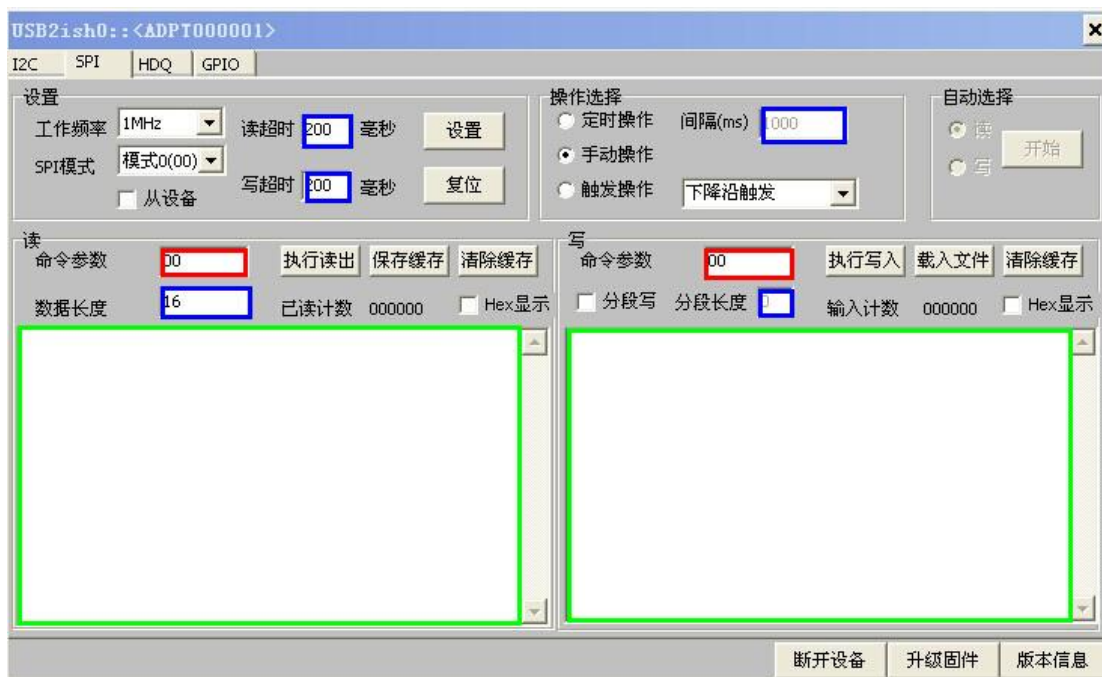 USB2ish0::<ADPT000001>
I2C SPI HDQ GPIO
设置 操作选择 自动选择
工作频率 1MHz 读超时 200 毫秒 设置 定时操作 间隔(ms) 1000 读
SPI模式 模式0(00) 手动操作 开始
从设备 写超时 200 毫秒 复位 触发操作 下降沿触发 写
读 写
命令参数 00 执行读出 保存缓存 清除缓存 命令参数 00 执行写入 载入文件 清除缓存
数据长度 16 已读计数 000000 Hex显示 分段写 分段长度 0 输入计数 000000 Hex显示
断开设备 升级固件 版本信息